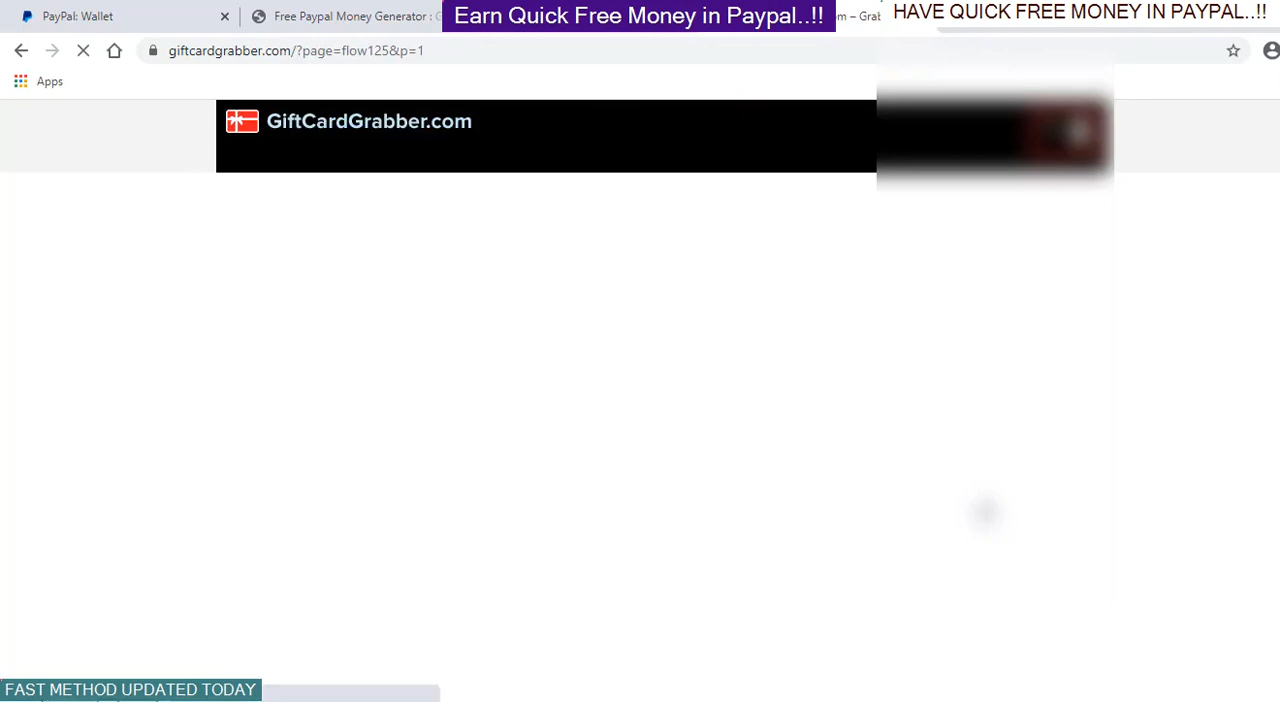 PayPal: Wallet
Free Paypal Money Generator :
Earn Quick Free Money in Paypal..!!
– Grab
HAVE QUICK FREE MONEY IN PAYPAL..!!
giftcardgrabber.com/?page=flow125&p=1
Apps
GiftCardGrabber.com
FAST METHOD UPDATED TODAY